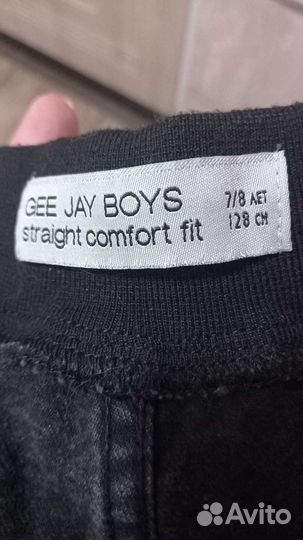 GEE JAY BOYS
straight comfort fit
7/8 ЛЕТ
128 СМ
Avito